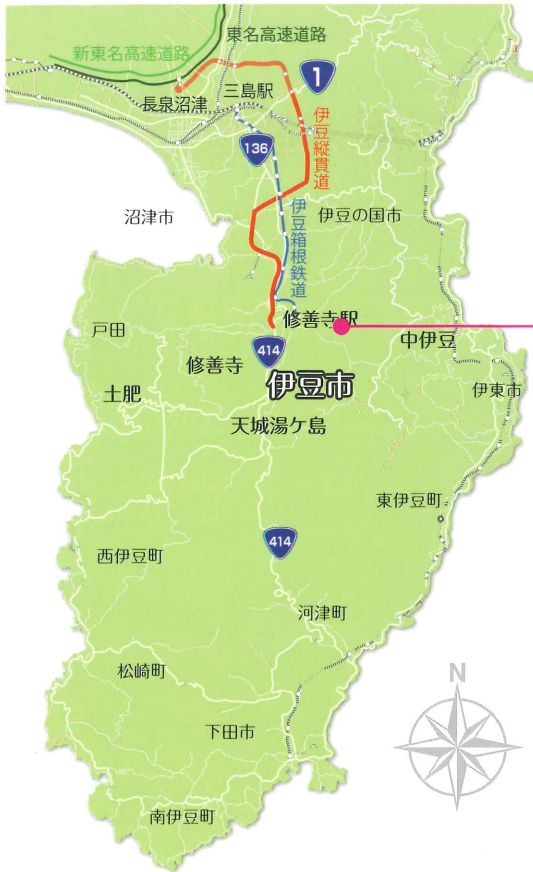 東名高速道路
新東名高速道路
1
長泉沼津
三島駅
伊豆縦貫道
136
沼津市
伊豆の国市
伊豆箱根鉄道
修善寺駅
戸田
中伊豆
414
修善寺
伊豆市
伊東市
土肥
天城湯ケ島
東伊豆町
414
西伊豆町
河津町
松崎町
N
下田市
南伊豆町